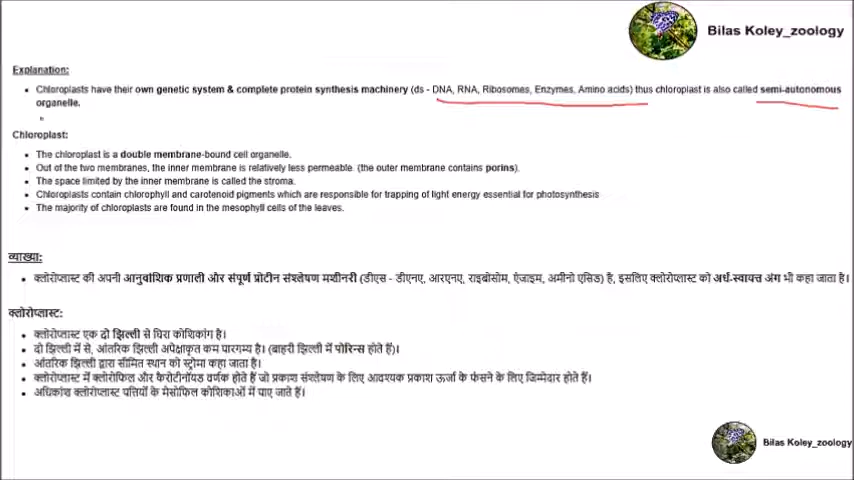 Bilas Koley_zoology
Explanation:
• Chloroplasts have their own genetic system & complete protein synthesis machinery (ds - DNA, RNA, Ribosomes, Enzymes, Amino acids) thus chloroplast is also called semi-autonomous
organelle.
Chloroplast:
• The chloroplast is a double membrane-bound cell organelle.
• Out of the two membranes, the inner membrane is relatively less permeable. (the outer membrane contains porins).
• The space limited by the inner membrane is called the stroma.
• Chloroplasts contain chlorophyll and carotenoid pigments which are responsible for trapping of light energy essential for photosynthesis
• The majority of chloroplasts are found in the mesophyll cells of the leaves.
व्याख्या:
• क्लोरोप्लास्ट की अपनी आनुवांशिक प्रणाली और संपूर्ण प्रोटीन संश्लेषण मशीनरी (डीएस - डीएनए, आरएनए, राइबोसोम, एंजाइम, अमीनो एसिड) है, इसलिए क्लोरोप्लास्ट को अर्ध-स्वायत्त अंग भी कहा जाता है।
क्लोरोप्लास्ट:
• क्लोरोप्लास्ट एक दो झिल्ली से घिरा कोशिकांग है।
• दो झिल्ली में से, आंतरिक झिल्ली अपेक्षाकृत कम पारगम्य है। (बाहरी झिल्ली में पोरिन्स होते हैं)।
• आंतरिक झिल्ली द्वारा सीमित स्थान को स्ट्रोमा कहा जाता है।
• क्लोरोप्लास्ट में क्लोरोफिल और कैरोटीनॉयड वर्णक होते हैं जो प्रकाश संश्लेषण के लिए आवश्यक प्रकाश ऊर्जा के फंसने के लिए जिम्मेदार होते हैं।
• अधिकांश क्लोरोप्लास्ट पत्तियों के मेसोफिल कोशिकाओं में पाए जाते हैं।
Bilas Koley_zoology